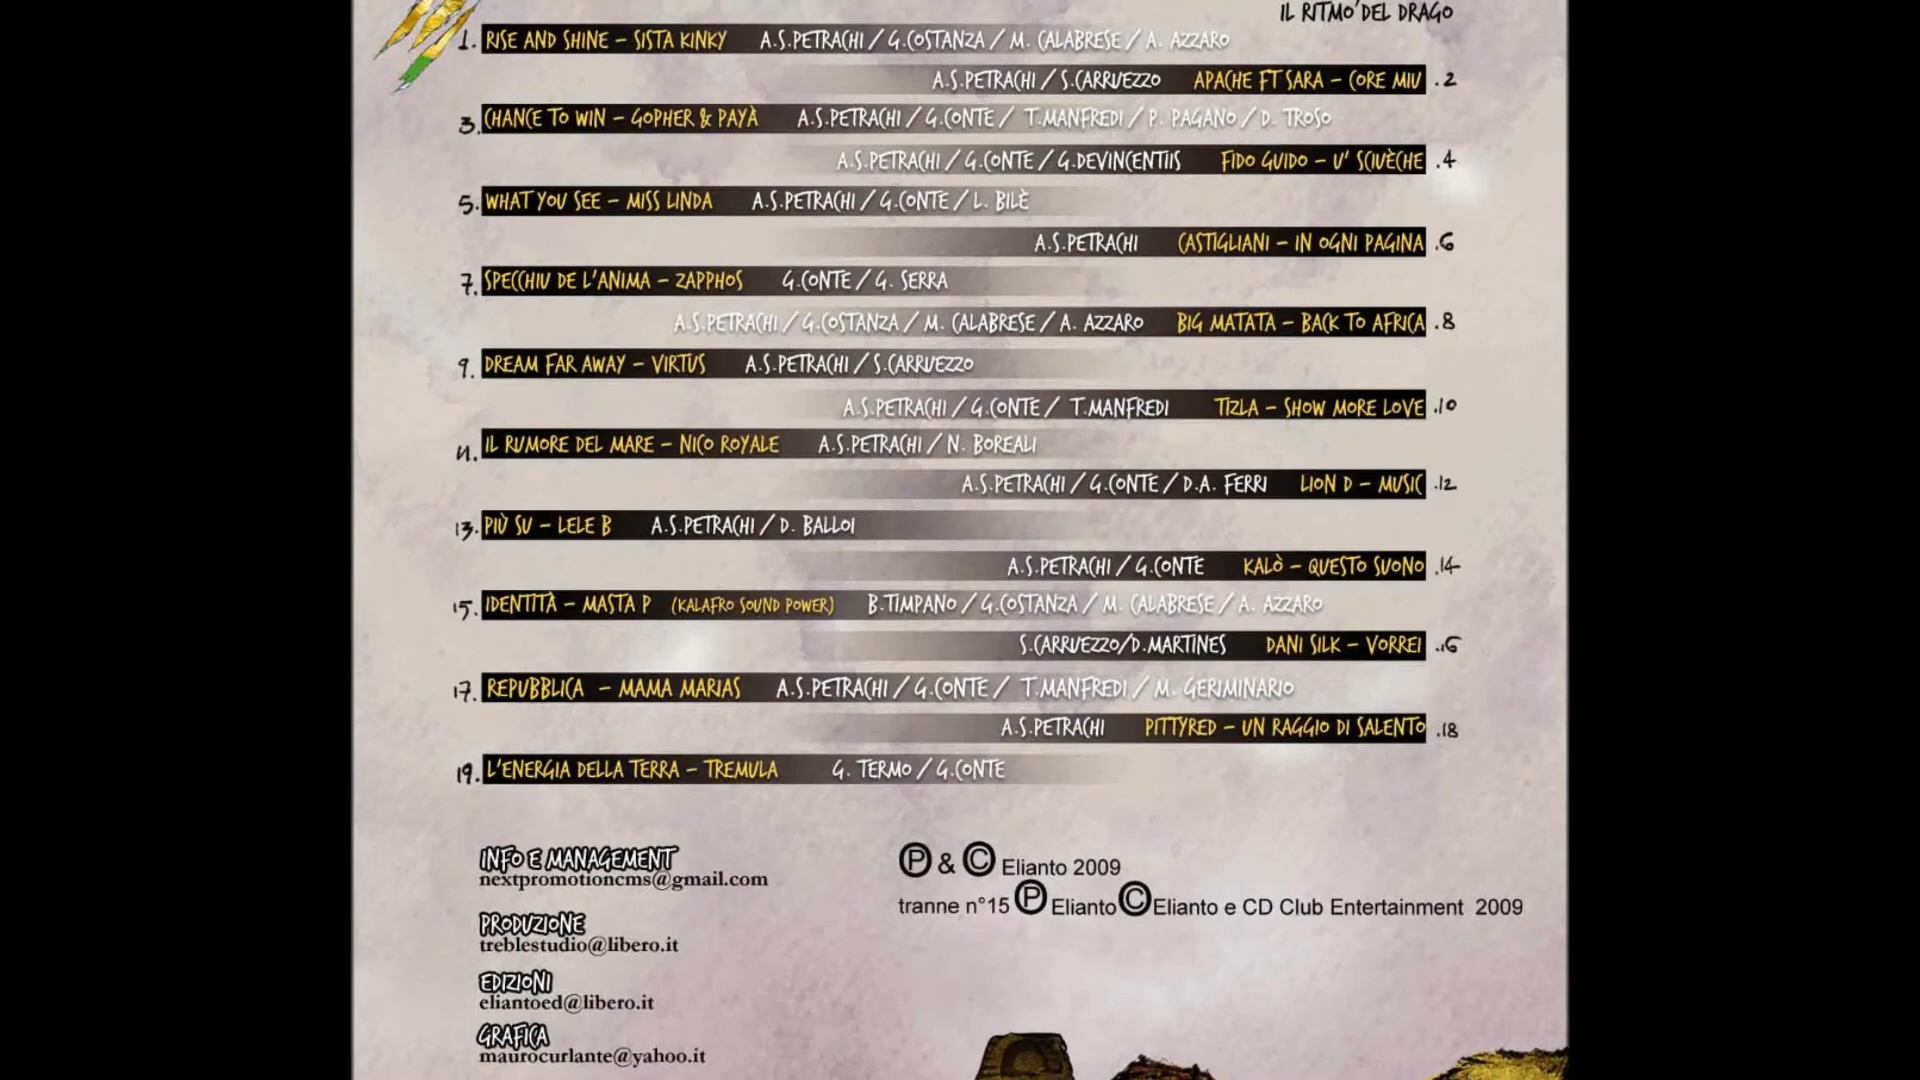 IL RITMO DEL DRAGO
1. RISE AND SHINE – SISTA KINKY A.S.PETRACHI / G.COSTANZA / M. CALABRESE / A. AZZARO
A.S.PETRACHI / S.CARRUEZZO APACHE FT SARA – CORE MIU .2
3. CHANCE TO WIN – GOPHER & PAYÀ A.S.PETRACHI / G.CONTE / T.MANFREDI / P. PAGANO / D. TROSO
A.S.PETRACHI / G.CONTE / G.DEVINCENTIIS FIDO GUIDO – U' SCIVÈCHE .4
5. WHAT YOU SEE – MISS LINDA A.S.PETRACHI / G.CONTE / L. BILÈ
A.S.PETRACHI CASTIGLIANI – IN OGNI PAGINA .6
7. SPECCHIU DE L'ANIMA – ZAPPHOS G.CONTE / G. SERRA
A.S.PETRACHI / G.COSTANZA / M. CALABRESE / A. AZZARO BIG MATATA – BACK TO AFRICA .8
9. DREAM FAR AWAY – VIRTUS A.S.PETRACHI / S.CARRUEZZO
A.S.PETRACHI / G.CONTE / T.MANFREDI TIZLA – SHOW MORE LOVE .10
11. IL RUMORE DEL MARE – NICO ROYALE A.S.PETRACHI / N. BOREALI
A.S.PETRACHI / G.CONTE / D.A. FERRI LION D – MUSIC .12
13. PIÙ SU – LELE B A.S.PETRACHI / D. BALLOI
A.S.PETRACHI / G.CONTE KALÒ – QUESTO SUONO .14
15. IDENTITÀ – MASTA P (KALAFRO SOUND POWER) B.TIMPANO / G.COSTANZA / M. CALABRESE / A. AZZARO
S.CARRUEZZO/D.MARTINES DANI SILK – VORREI .16
17. REPUBBLICA – MAMA MARIAS A.S.PETRACHI / G.CONTE / T.MANFREDI / M. GERIMINARIO
A.S.PETRACHI PITTYRED – UN RAGGIO DI SALENTO .18
19. L'ENERGIA DELLA TERRA – TREMULA G. TERMO / G.CONTE
INFO E MANAGEMENT
nextpromotioncms@gmail.com
PRODUZIONE
treblestudio@libero.it
EDIZIONI
eliantoed@libero.it
GRAFICA
maurocurlante@yahoo.it
Ⓟ & Ⓒ Elianto 2009
tranne n°15 Ⓟ Elianto Ⓒ Elianto e CD Club Entertainment 2009